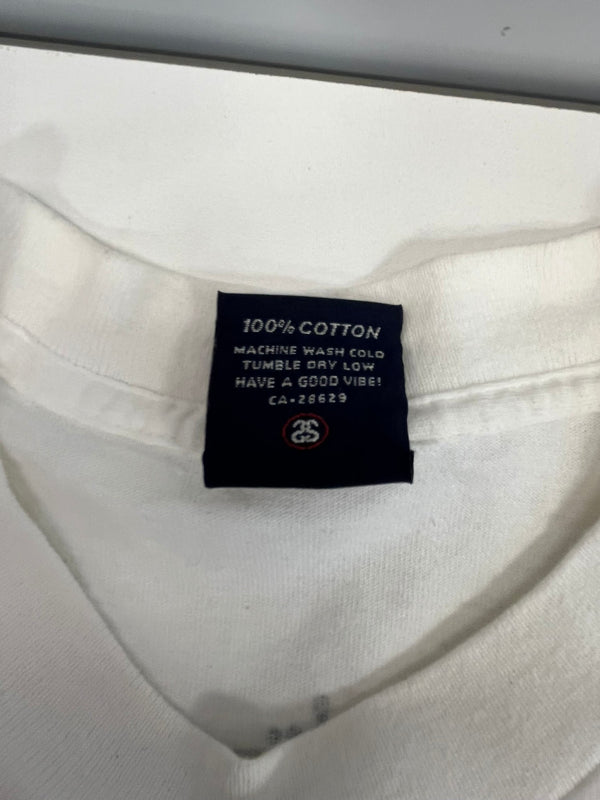 100% COTTON
MACHINE WASH COLD
TUMBLE DRY LOW
HAVE A GOOD VIBE!
CA-28629